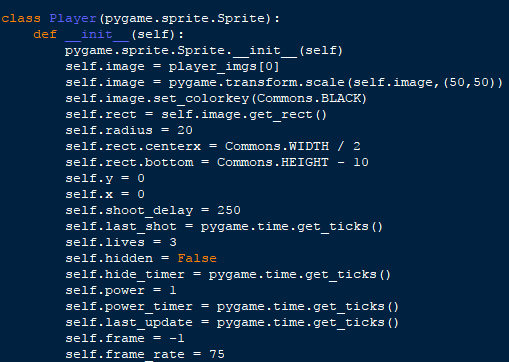 class Player(pygame.sprite.Sprite):
    def __init__(self):
        pygame.sprite.Sprite.__init__(self)
        self.image = player_imgs[0]
        self.image = pygame.transform.scale(self.image,(50,50))
        self.image.set_colorkey(Commons.BLACK)
        self.rect = self.image.get_rect()
        self.radius = 20
        self.rect.centerx = Commons.WIDTH / 2
        self.rect.bottom = Commons.HEIGHT - 10
        self.y = 0
        self.x = 0
        self.shoot_delay = 250
        self.last_shot = pygame.time.get_ticks()
        self.lives = 3
        self.hidden = False
        self.hide_timer = pygame.time.get_ticks()
        self.power = 1
        self.power_timer = pygame.time.get_ticks()
        self.last_update = pygame.time.get_ticks()
        self.frame = -1
        self.frame_rate = 75